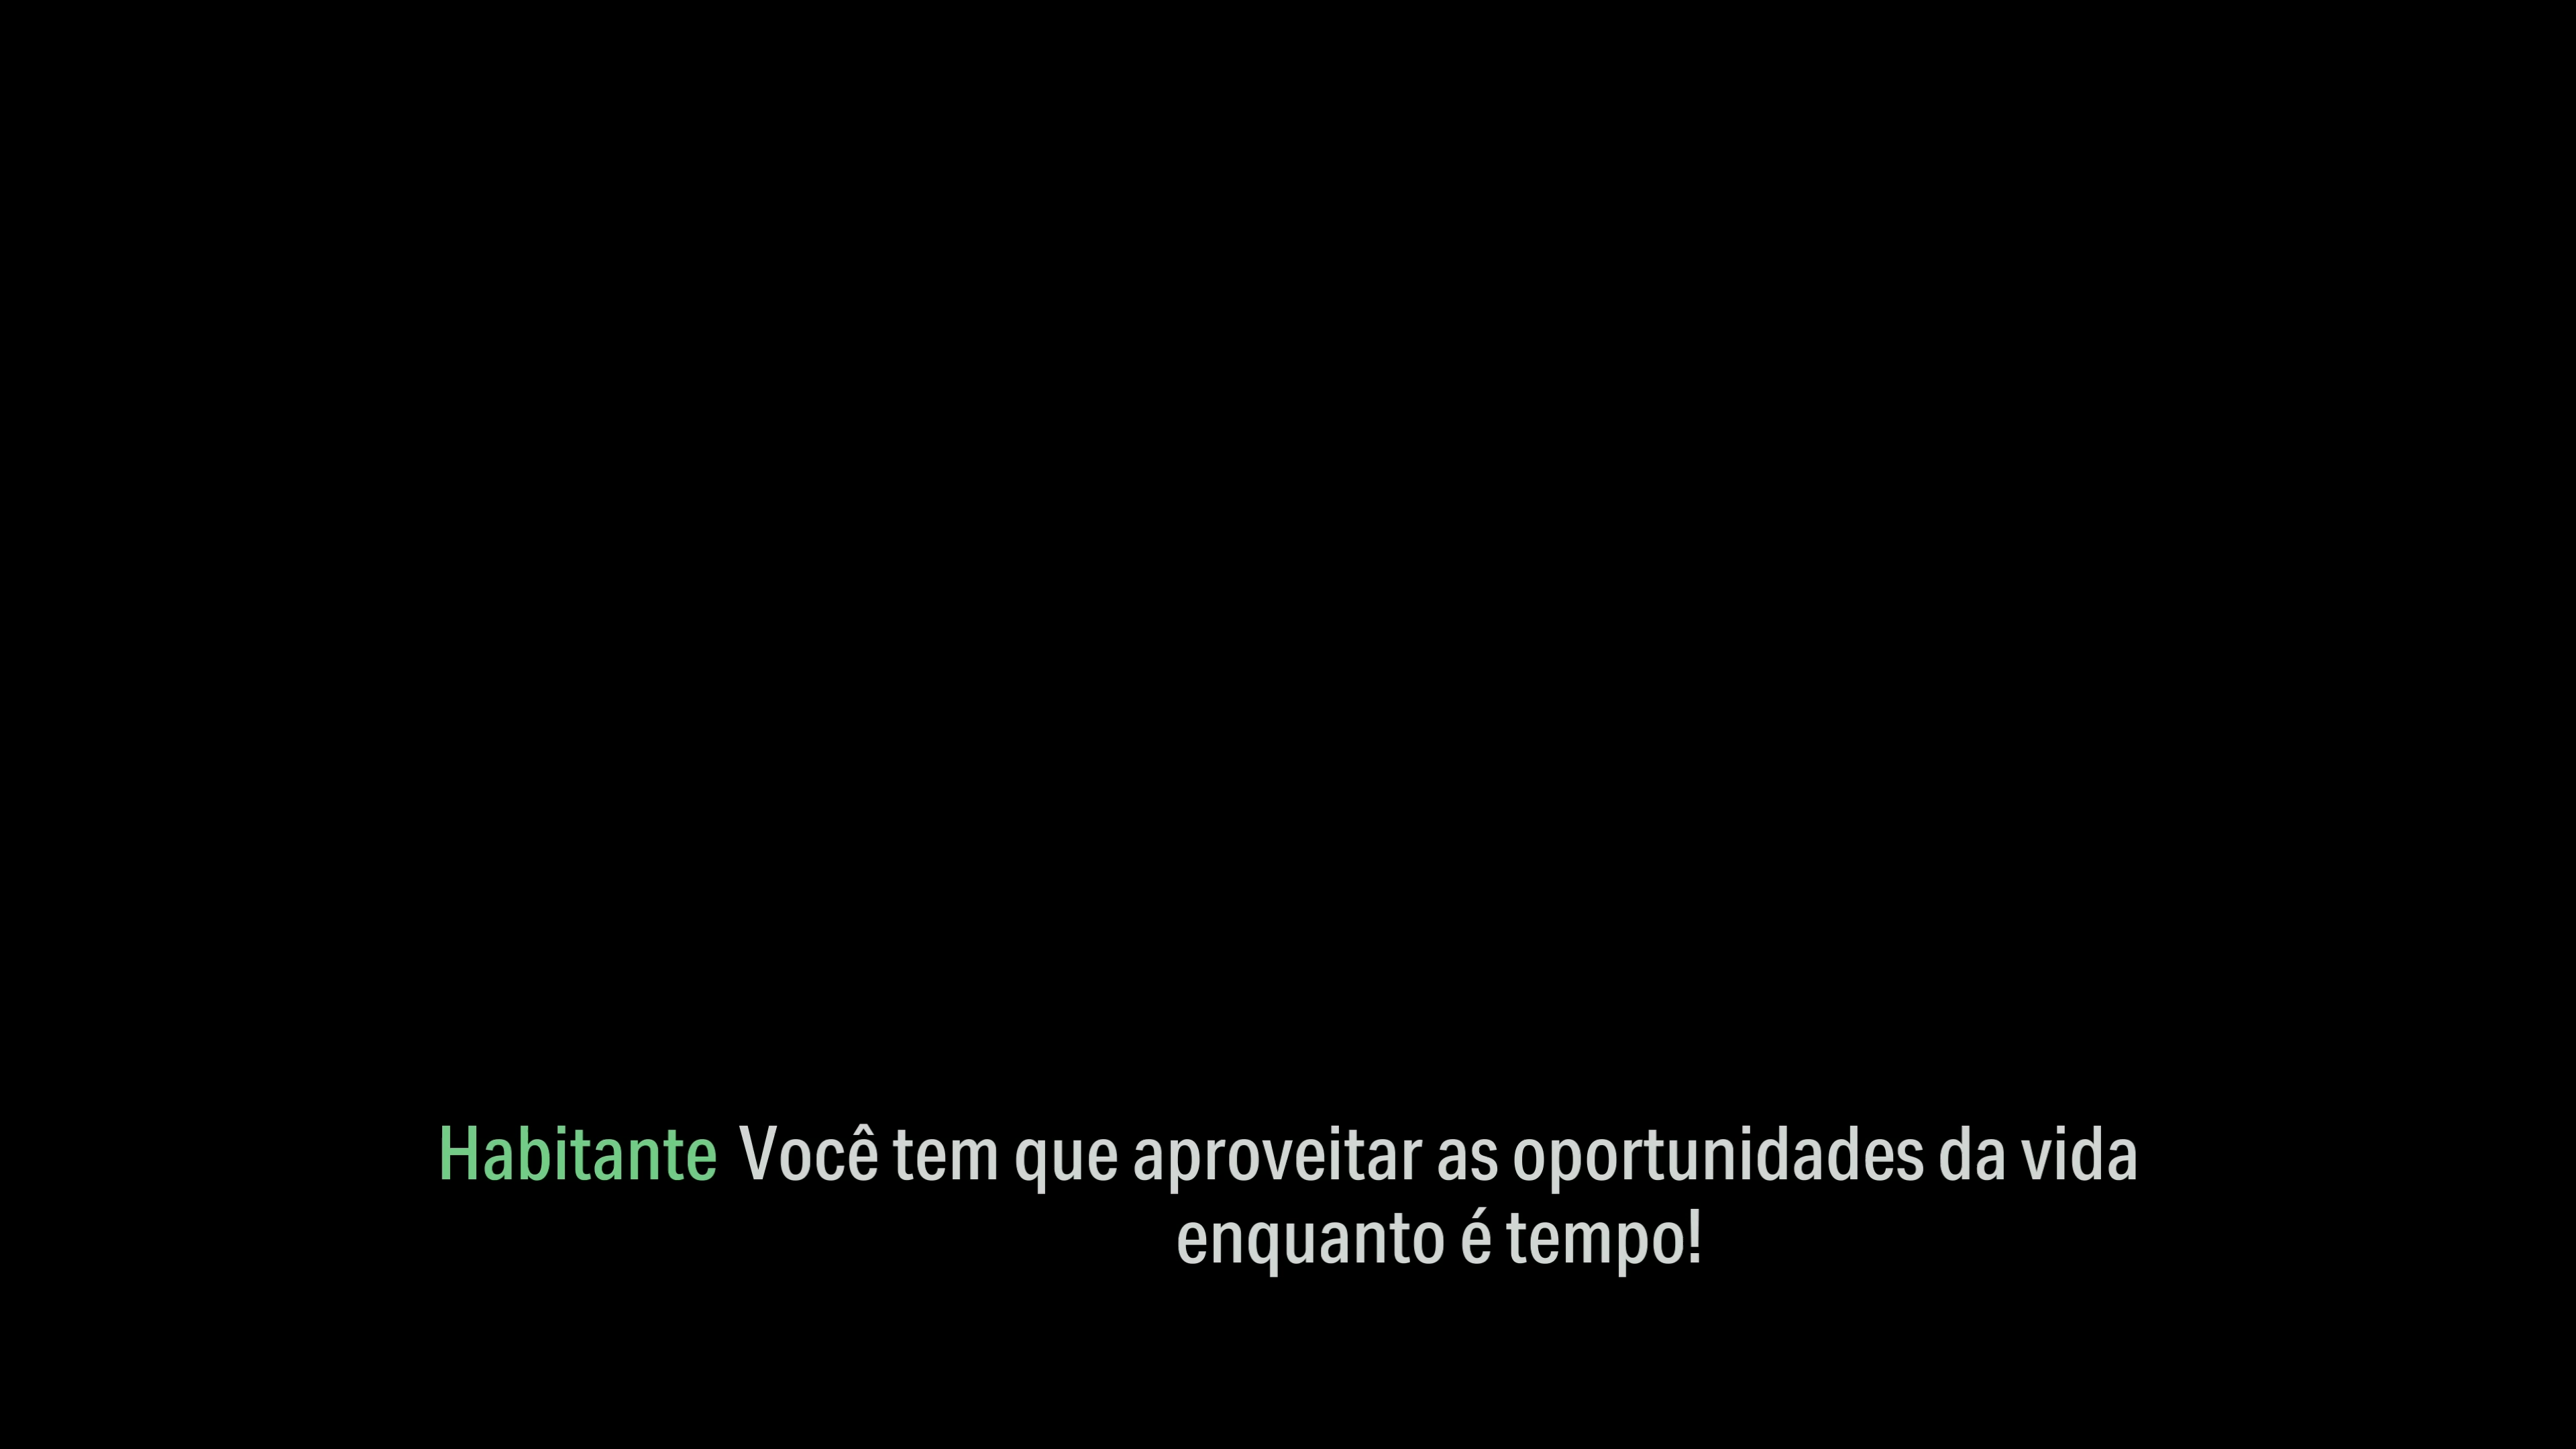 Habitante Você tem que aproveitar as oportunidades da vida
enquanto é tempo!